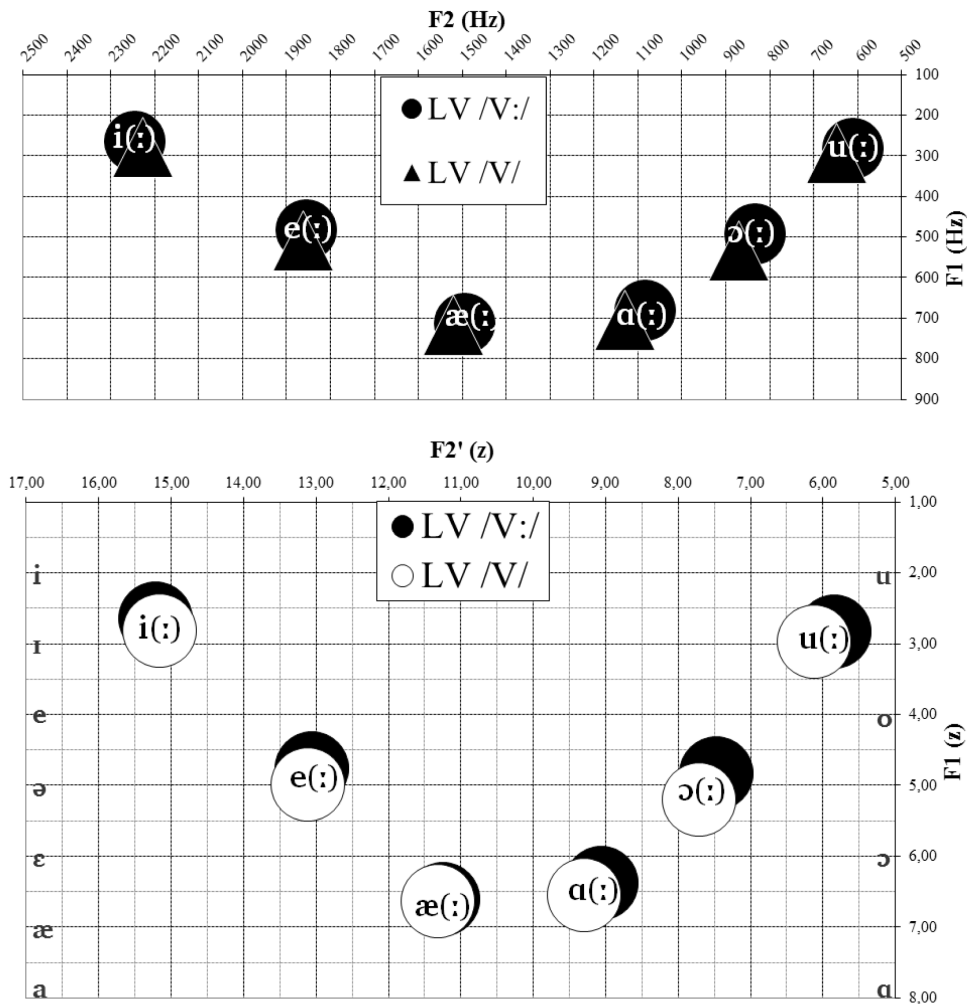 F2 (Hz)
2500 2400 2300 2200 2100 2000 1900 1800 1700 1600 1500 1400 1300 1200 1100 1000 900 800 700 600 500
100
LV /V:/
LV /V/
200
i(ː) u(ː)
300
400
e(ː) ɔ(ː)
500
600
æ(ː) ɑ(ː)
700
800
900
F1 (Hz)
F2' (z)
17,00 16,00 15,00 14,00 13,00 12,00 11,00 10,00 9,00 8,00 7,00 6,00 5,00
1,00
LV /V:/
LV /V/
i u 2,00
i(ː) u(ː)
ɪ 3,00
e o 4,00
e(ː) ɔ(ː)
ə 5,00
ɛ ɔ 6,00
æ(ː) ɑ(ː)
æ 7,00
a ɑ 8,00
F1 (z)